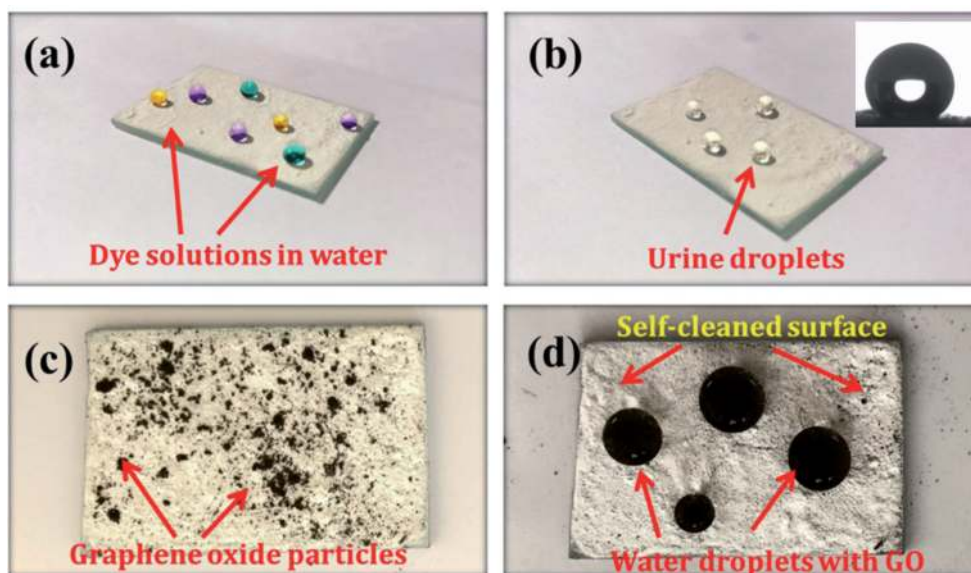 (a)
Dye solutions in water
(b)
Urine droplets
(c)
Graphene oxide particles
(d)
Self-cleaned surface
Water droplets with GO